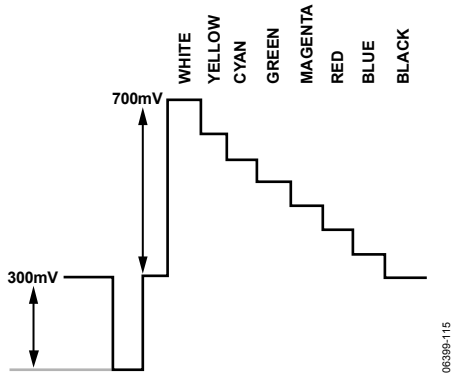 WHITE
YELLOW
CYAN
GREEN
MAGENTA
RED
BLUE
BLACK
700mV
300mV
06399-115